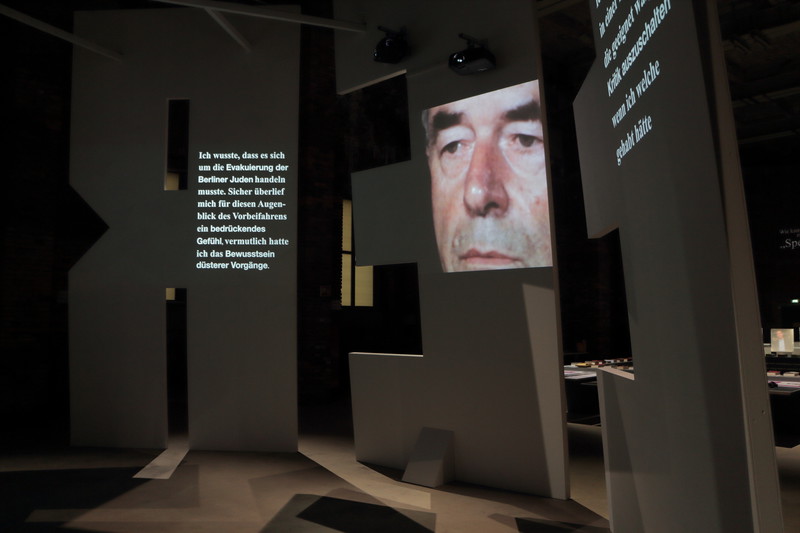 Ich wusste, dass es sich
um die Evakuierung der
Berliner Juden handeln
musste. Sicher überlief
mich für diesen Augen-
blick des Vorbeifahrens
ein bedrückendes
Gefühl, vermutlich hatte
ich das Bewusstsein
düsterer Vorgänge.
in einer
die geeignet
Kritik auszuschalten
wenn ich welche
gehabt hätte